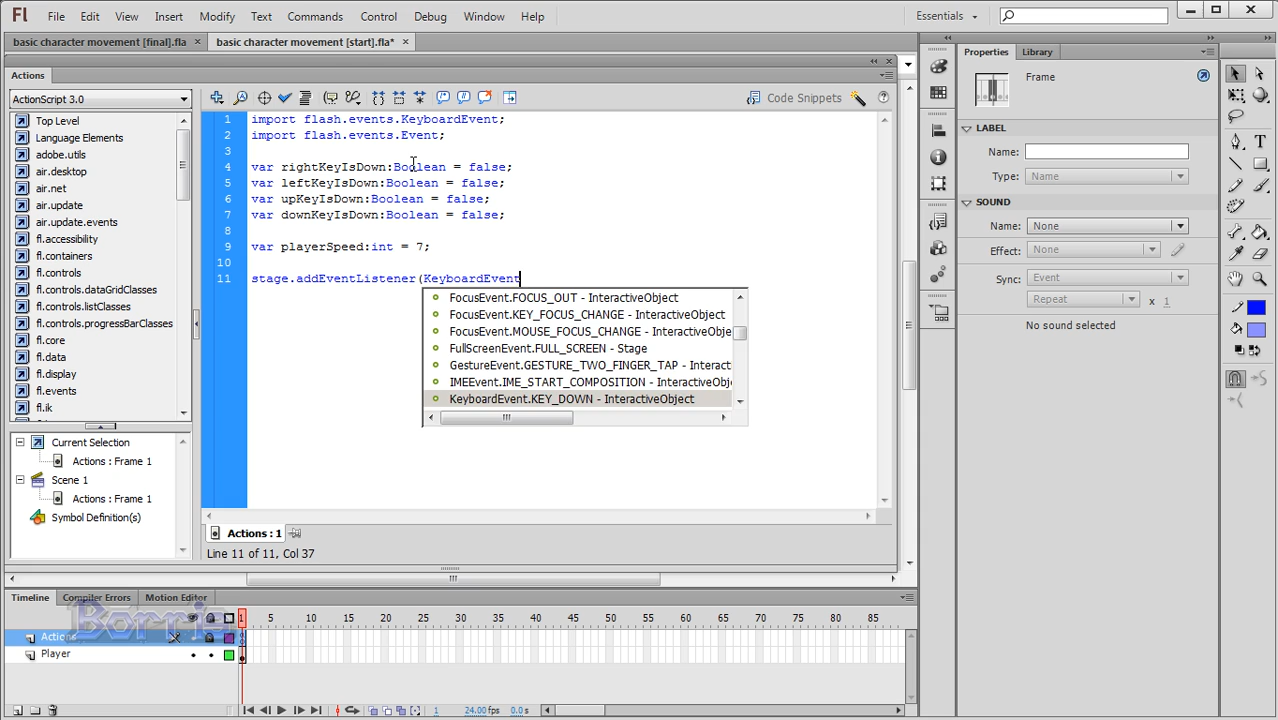 Fl File Edit View Insert Modify Text Commands Control Debug Window Help Essentials
basic character movement [final].fla × basic character movement [start].fla* ×
Actions
ActionScript 3.0
Code Snippets
Top Level
Language Elements
adobe.utils
air.desktop
air.net
air.update
air.update.events
fl.accessibility
fl.containers
fl.controls
fl.controls.dataGridClasses
fl.controls.listClasses
fl.controls.progressBarClasses
fl.core
fl.data
fl.display
fl.events
fl.ik
Current Selection
Actions : Frame 1
Scene 1
Actions : Frame 1
Symbol Definition(s)
1 import flash.events.KeyboardEvent;
2 import flash.events.Event;
3
4 var rightKeyIsDown:Boolean = false;
5 var leftKeyIsDown:Boolean = false;
6 var upKeyIsDown:Boolean = false;
7 var downKeyIsDown:Boolean = false;
8
9 var playerSpeed:int = 7;
10
11 stage.addEventListener(KeyboardEvent
FocusEvent.FOCUS_OUT - InteractiveObject
FocusEvent.KEY_FOCUS_CHANGE - InteractiveObject
FocusEvent.MOUSE_FOCUS_CHANGE - InteractiveObje
FullScreenEvent.FULL_SCREEN - Stage
GestureEvent.GESTURE_TWO_FINGER_TAP - Interact
IMEEvent.IME_START_COMPOSITION - InteractiveObj
KeyboardEvent.KEY_DOWN - InteractiveObject
Actions : 1
Line 11 of 11, Col 37
Properties Library
Frame
LABEL
Name:
Type: Name
SOUND
Name: None
Effect: None
Sync: Event
Repeat x 1
No sound selected
Timeline Compiler Errors Motion Editor
1 5 10 15 20 25 30 35 40 45 50 55 60 65 70 75 80 85
Actions
Player
Borris
1 24.00 fps 0.0 s